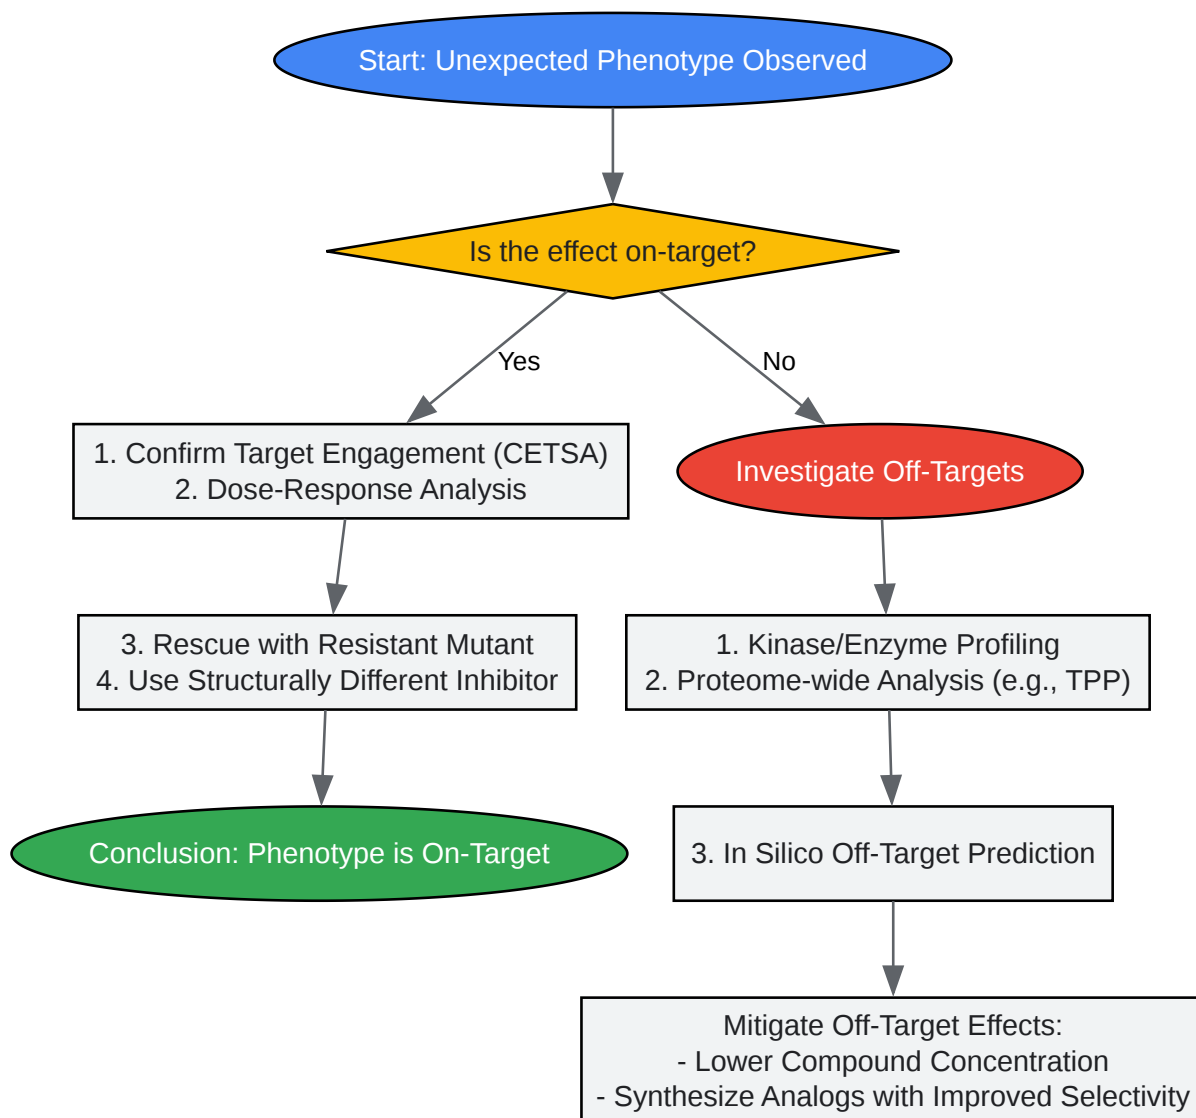 Start: Unexpected Phenotype Observed
Is the effect on-target?
Yes
No
1. Confirm Target Engagement (CETSA)
2. Dose-Response Analysis
Investigate Off-Targets
3. Rescue with Resistant Mutant
4. Use Structurally Different Inhibitor
1. Kinase/Enzyme Profiling
2. Proteome-wide Analysis (e.g., TPP)
Conclusion: Phenotype is On-Target
3. In Silico Off-Target Prediction
Mitigate Off-Target Effects:
- Lower Compound Concentration
- Synthesize Analogs with Improved Selectivity